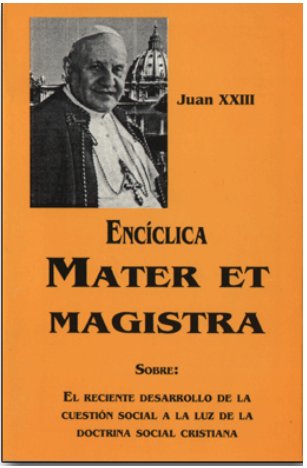 Juan XXIII
ENCÍCLICA
MATER ET
MAGISTRA
SOBRE:
EL RECIENTE DESARROLLO DE LA
CUESTIÓN SOCIAL A LA LUZ DE LA
DOCTRINA SOCIAL CRISTIANA